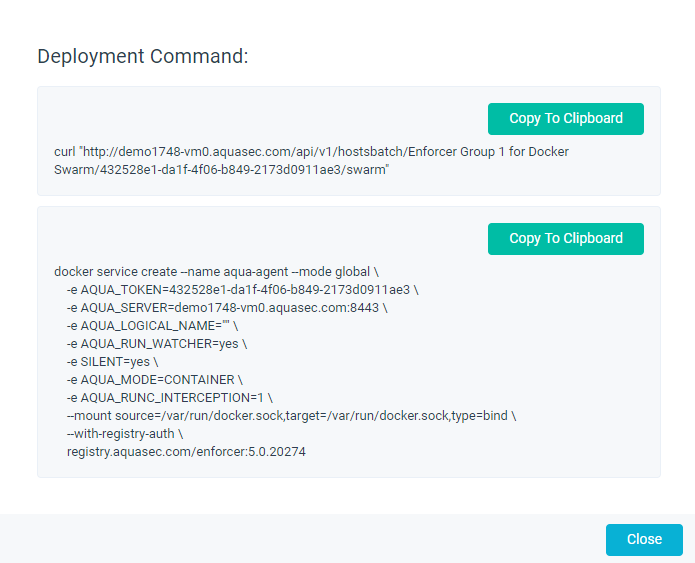 Deployment Command:
Copy To Clipboard
curl "http://demo1748-vm0.aquasec.com/api/v1/hostsbatch/Enforcer Group 1 for Docker
Swarm/432528e1-da1f-4f06-b849-2173d0911ae3/swarm"
Copy To Clipboard
docker service create --name aqua-agent --mode global \
-e AQUA_TOKEN=432528e1-da1f-4f06-b849-2173d0911ae3 \
-e AQUA_SERVER=demo1748-vm0.aquasec.com:8443 \
-e AQUA_LOGICAL_NAME="" \
-e AQUA_RUN_WATCHER=yes \
-e SILENT=yes \
-e AQUA_MODE=CONTAINER \
-e AQUA_RUNC_INTERCEPTION=1 \
--mount source=/var/run/docker.sock,target=/var/run/docker.sock,type=bind \
--with-registry-auth \
registry.aquasec.com/enforcer:5.0.20274
Close